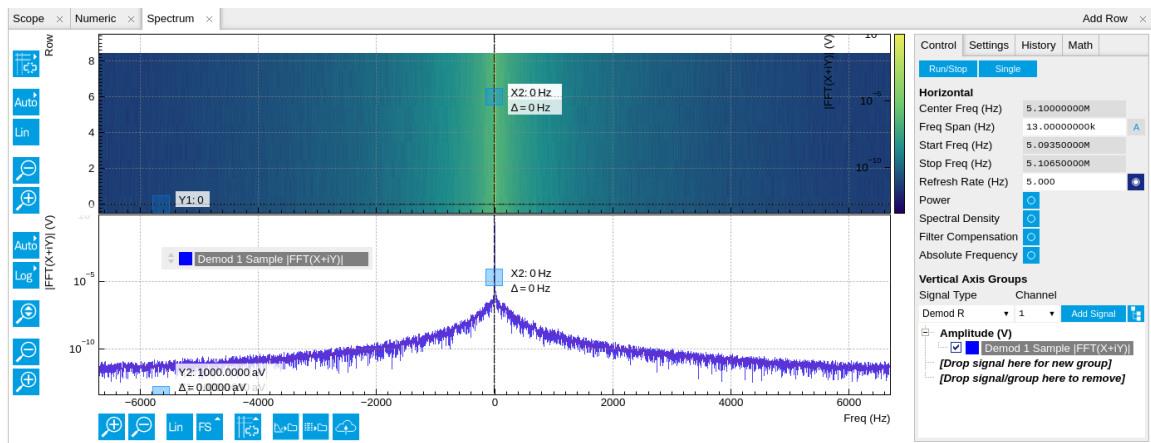 Scope × Numeric × Spectrum × Add Row ×
Control Settings History Math
Run/Stop Single
Horizontal
Center Freq (Hz) 5.10000000M
Freq Span (Hz) 13.00000000k A
Start Freq (Hz) 5.09350000M
Stop Freq (Hz) 5.10650000M
Refresh Rate (Hz) 5.000
Power
Spectral Density
Filter Compensation
Absolute Frequency
Vertical Axis Groups
Signal Type Channel
Demod R 1 Add Signal
Amplitude (V)
Demod 1 Sample |FFT(X+iY)|
[Drop signal here for new group]
[Drop signal/group here to remove]
Row
Auto
Lin
8
6
4
2
0
X2: 0 Hz
Δ = 0 Hz
Y1: 0
|FFT(X+iY)| (V)
10⁻⁵
10⁻¹⁰
|FFT(X+iY)| (V)
Auto
Log
Demod 1 Sample |FFT(X+iY)|
X2: 0 Hz
Δ = 0 Hz
10⁻⁵
10⁻¹⁰
Y2: 1000.0000 aV
Δ = 0.0000 aV
−6000 −4000 −2000 0 2000 4000 6000
Freq (Hz)
Lin FS